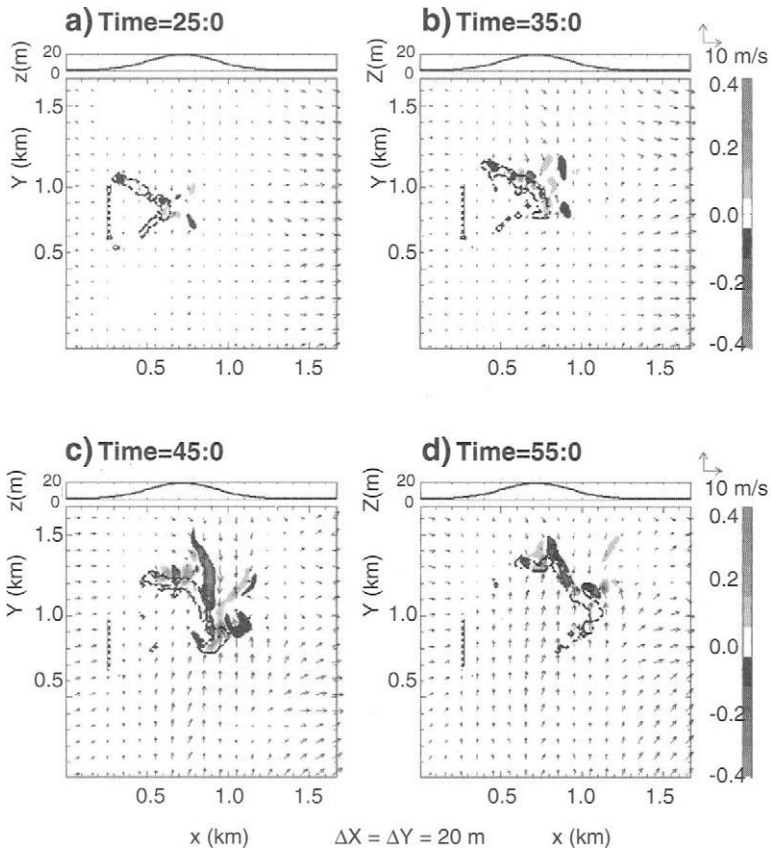 a) Time=25:0
b) Time=35:0
z(m)
20
0
Z(m)
20
0
10 m/s
Y (km)
1.5
1.0
0.5
Y (km)
1.5
1.0
0.5
0.4
0.2
0.0
-0.2
-0.4
0.5 1.0 1.5
0.5 1.0 1.5
c) Time=45:0
d) Time=55:0
z(m)
20
0
z(m)
20
0
10 m/s
Y (km)
1.5
1.0
0.5
Y (km)
1.5
1.0
0.5
0.4
0.2
0.0
-0.2
-0.4
0.5 1.0 1.5
0.5 1.0 1.5
x (km) ΔX = ΔY = 20 m x (km)